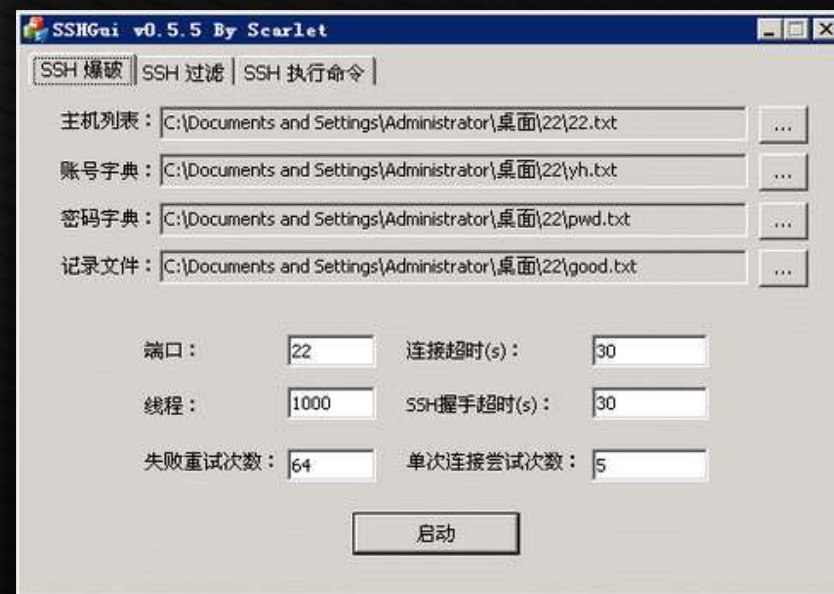 SSHGui v0.5.5 By Scarlet
SSH 爆破 SSH 过滤 SSH 执行命令
主机列表： C:\Documents and Settings\Administrator\桌面\22\22.txt ...
账号字典： C:\Documents and Settings\Administrator\桌面\22\yh.txt ...
密码字典： C:\Documents and Settings\Administrator\桌面\22\pwd.txt ...
记录文件： C:\Documents and Settings\Administrator\桌面\22\good.txt ...
端口： 22 连接超时(s)： 30
线程： 1000 SSH握手超时(s)： 30
失败重试次数： 64 单次连接尝试次数： 5
启动